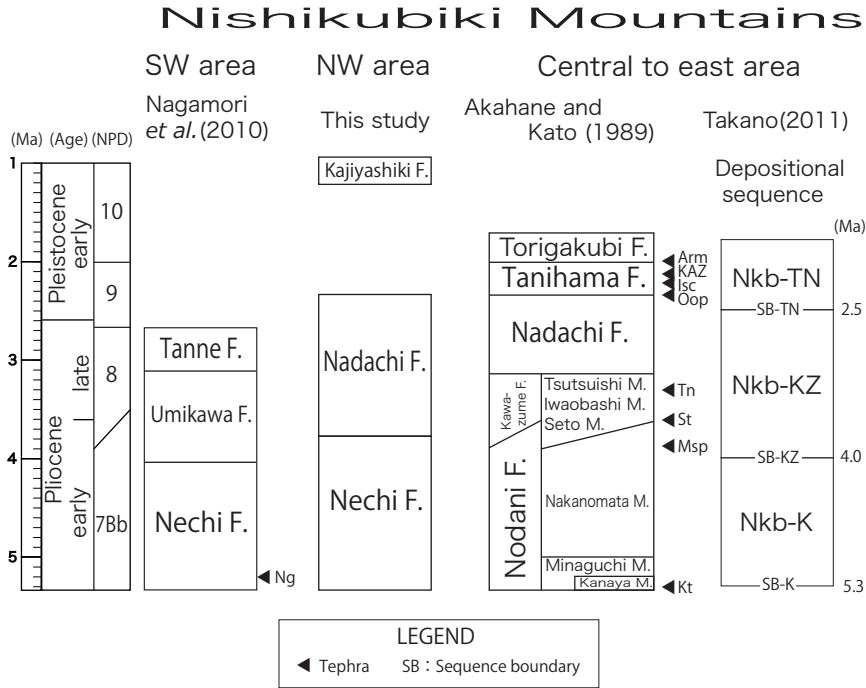 Nishikubiki Mountains
SW area
NW area
Central to east area
Nagamori
et al.(2010)
This study
Akahane and
Kato (1989)
Takano(2011)
Depositional
sequence
(Ma) (Age) (NPD)
(Ma)
1
2
3
4
5
Pleistocene
early
Pliocene
late
early
10
9
8
7Bb
Tanne F.
Umikawa F.
Nechi F.
Ng
Kajiyashiki F.
Nadachi F.
Nechi F.
Torigakubi F.
Tanihama F.
Nadachi F.
Kawa-
zume F.
Tsutsuishi M.
Iwaobashi M.
Seto M.
Nodani F.
Nakanomata M.
Minaguchi M.
Kanaya M.
Arm
KAZ
Isc
Oop
Tn
St
Msp
Kt
Nkb-TN
SB-TN
2.5
Nkb-KZ
SB-KZ
4.0
Nkb-K
SB-K
5.3
LEGEND
Tephra SB : Sequence boundary